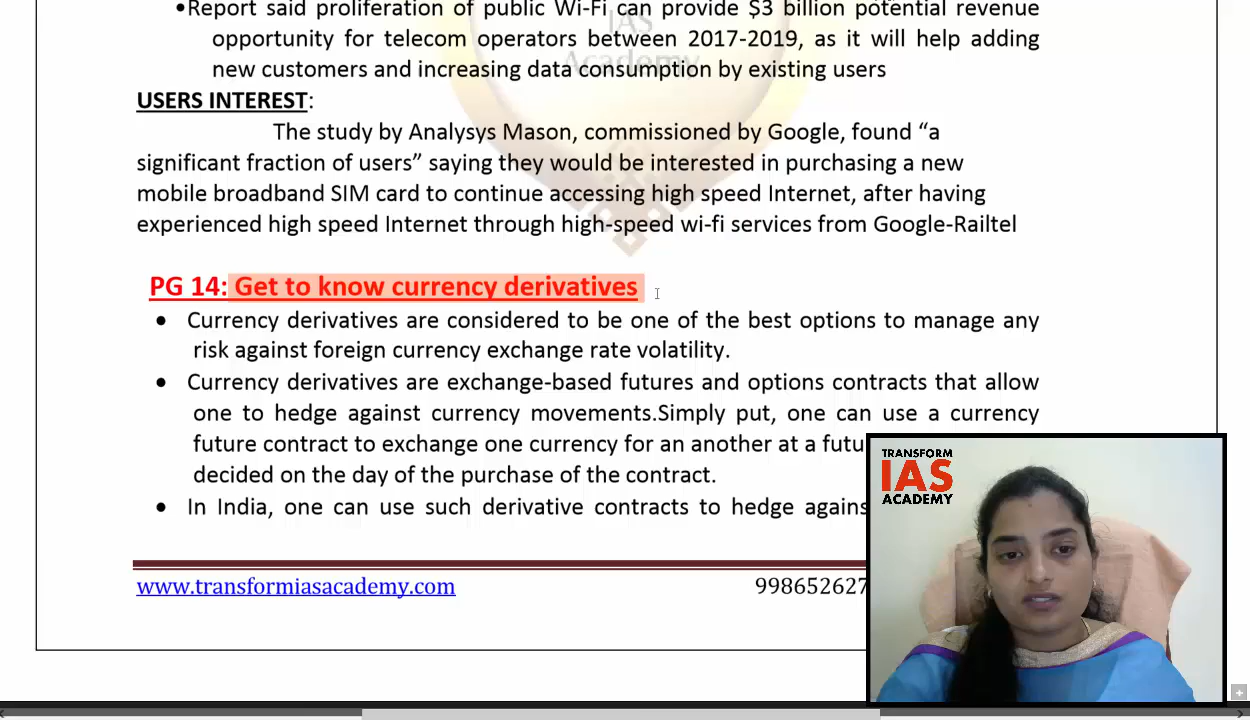 •Report said proliferation of public Wi-Fi can provide $3 billion potential revenue
opportunity for telecom operators between 2017-2019, as it will help adding
new customers and increasing data consumption by existing users
USERS INTEREST:
The study by Analysys Mason, commissioned by Google, found “a
significant fraction of users” saying they would be interested in purchasing a new
mobile broadband SIM card to continue accessing high speed Internet, after having
experienced high speed Internet through high-speed wi-fi services from Google-Railtel
PG 14: Get to know currency derivatives
• Currency derivatives are considered to be one of the best options to manage any
risk against foreign currency exchange rate volatility.
• Currency derivatives are exchange-based futures and options contracts that allow
one to hedge against currency movements.Simply put, one can use a currency
future contract to exchange one currency for an another at a futu
decided on the day of the purchase of the contract.
• In India, one can use such derivative contracts to hedge agains
www.transformiasacademy.com
998652627
IAS
Academy
TRANSFORM
IAS
ACADEMY